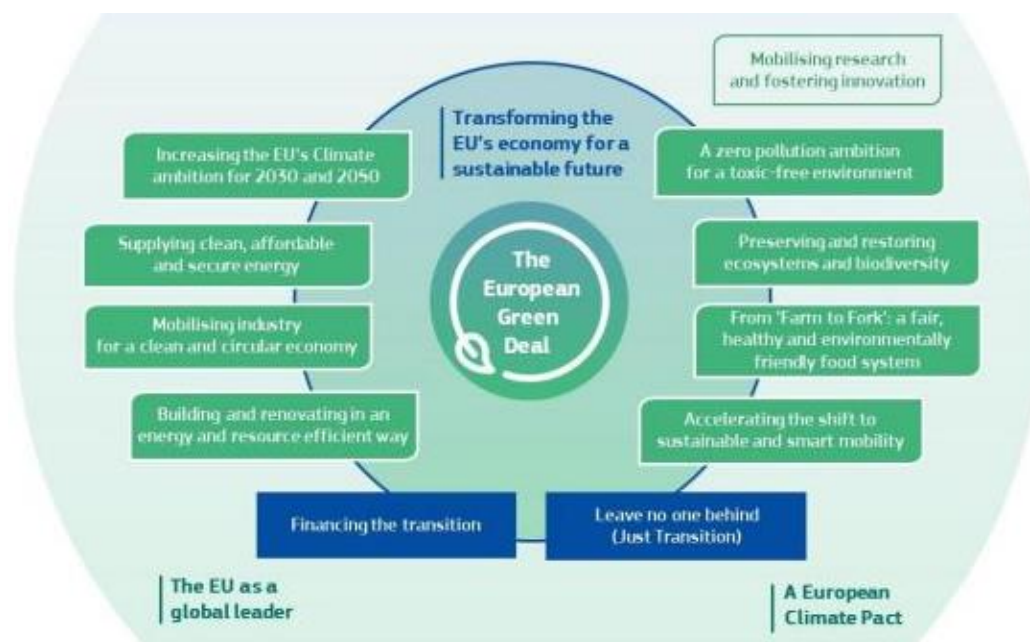 Mobilising research
and fostering innovation
Transforming the
EU's economy for a
sustainable future
Increasing the EU's Climate
ambition for 2030 and 2050
A zero pollution ambition
for a toxic-free environment
Supplying clean, affordable
and secure energy
The
European
Green
Deal
Preserving and restoring
ecosystems and biodiversity
Mobilising industry
for a clean and circular economy
From 'Farm to Fork': a fair,
healthy and environmentally
friendly food system
Building and renovating in an
energy and resource efficient way
Accelerating the shift to
sustainable and smart mobility
Financing the transition
Leave no one behind
(Just Transition)
The EU as a
global leader
A European
Climate Pact